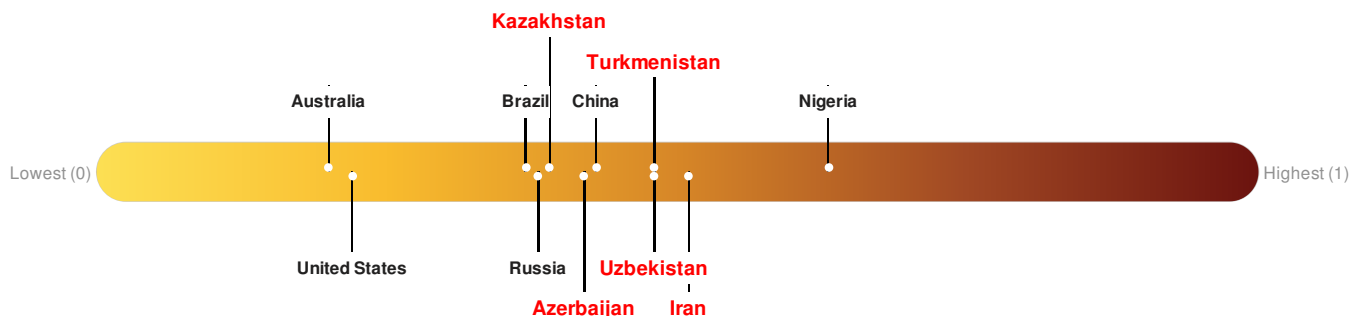 Kazakhstan
Turkmenistan
Australia
Brazil
China
Nigeria
Lowest (0)
Highest (1)
United States
Russia
Uzbekistan
Azerbaijan
Iran